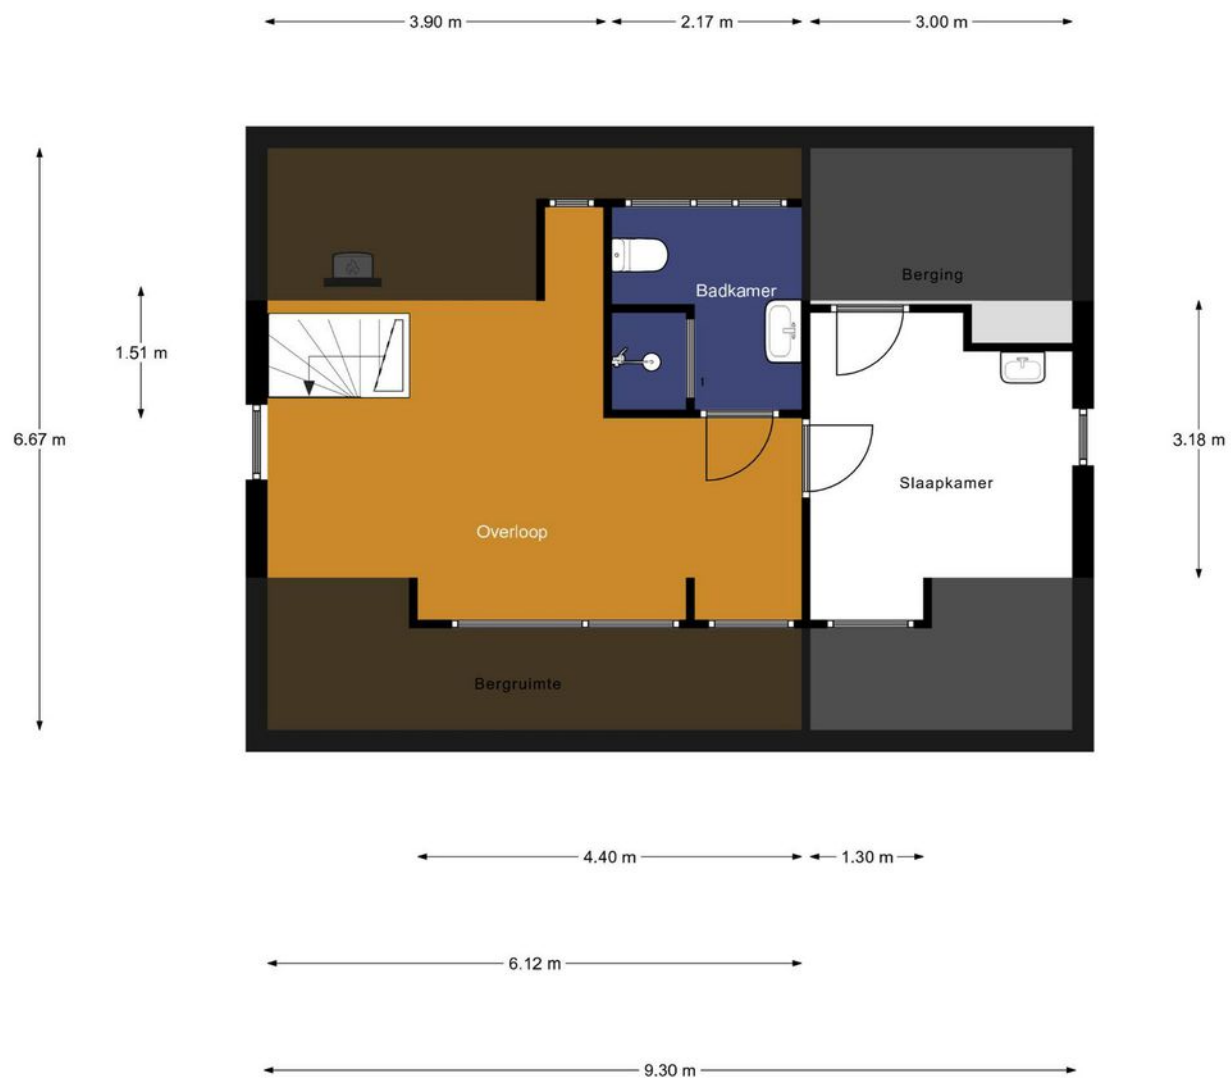 3.90 m
2.17 m
3.00 m
Berging
Badkamer
1.51 m
6.67 m
3.18 m
Slaapkamer
Overloop
Bergruimte
4.40 m
1.30 m
6.12 m
9.30 m